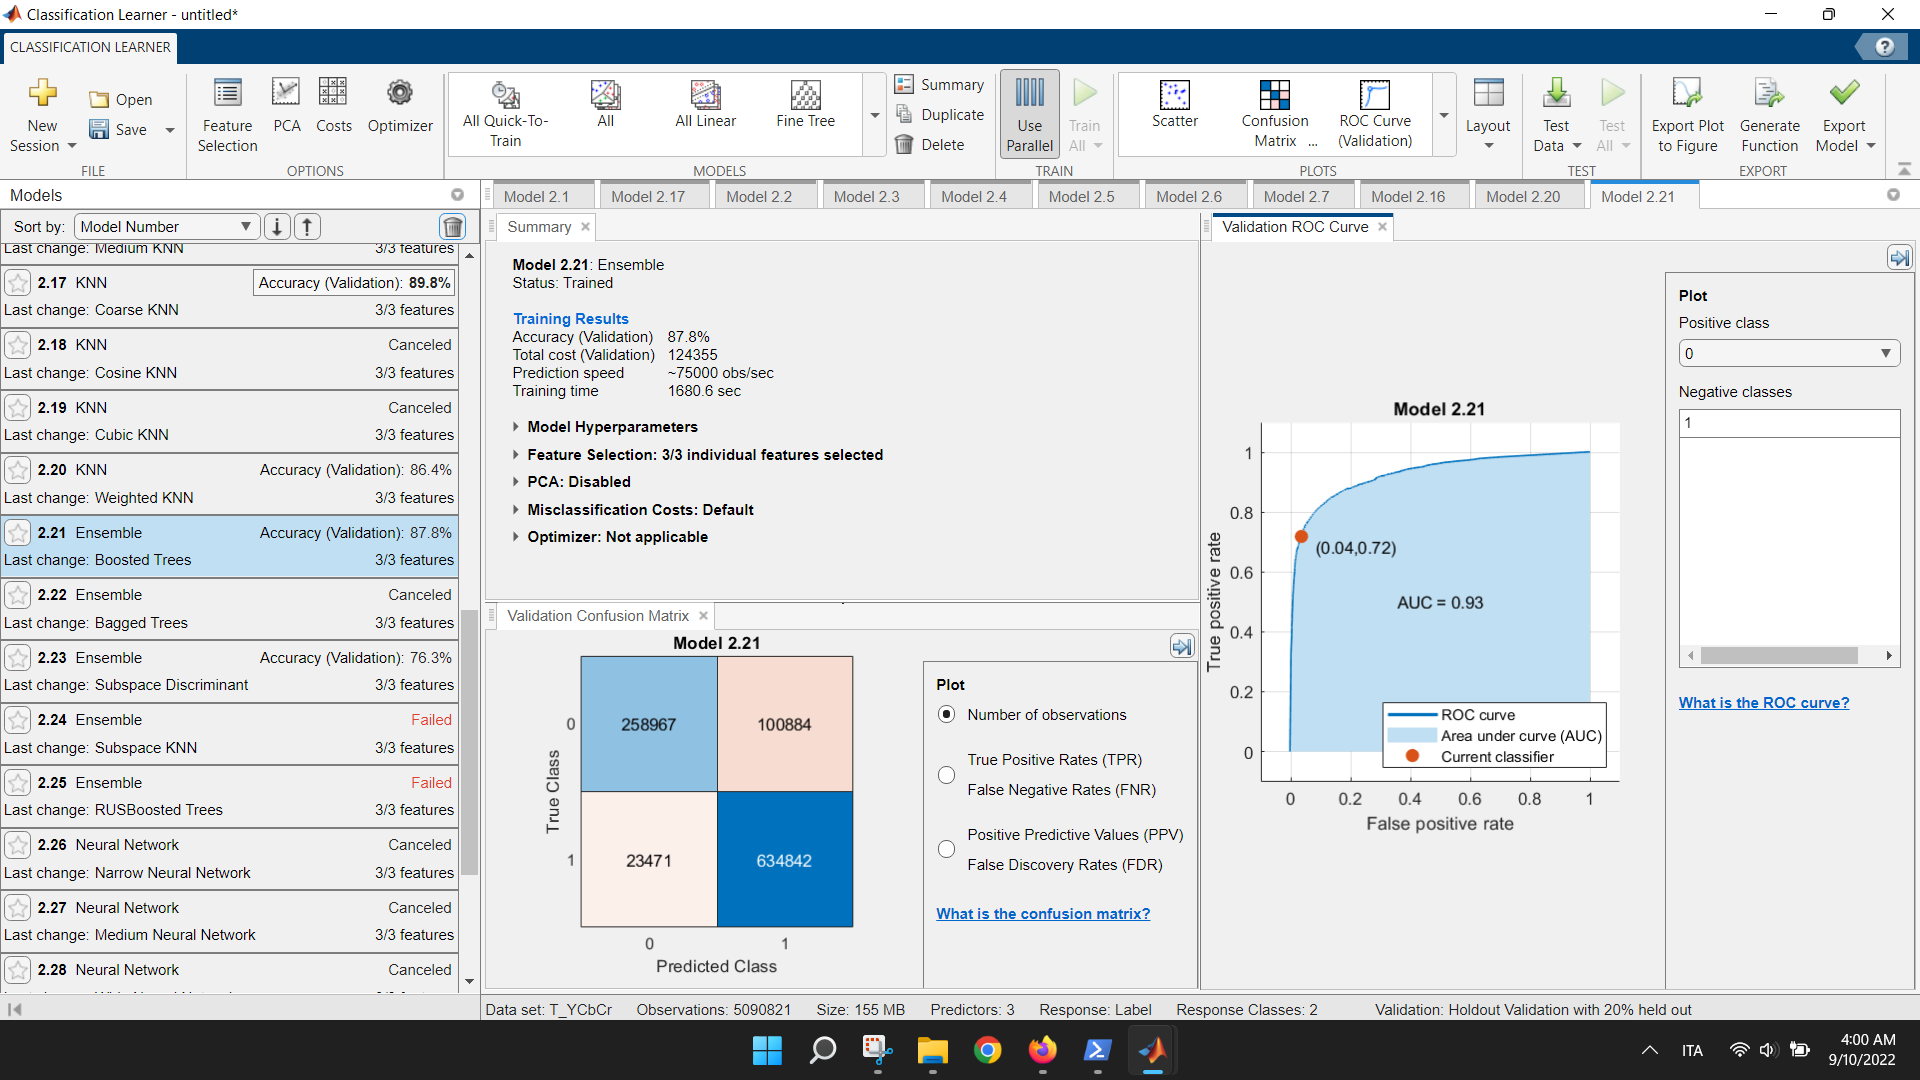 Classification Learner - untitled*
CLASSIFICATION LEARNER
New Session
Open
Save
FILE
Feature Selection
PCA
Costs
Optimizer
OPTIONS
All Quick-To-Train
All
All Linear
Fine Tree
MODELS
Summary
Duplicate
Delete
Use Parallel
Train All
TRAIN
Scatter
Confusion Matrix ...
ROC Curve (Validation)
PLOTS
Layout
Test Data
Test All
TEST
Export Plot to Figure
Generate Function
Export Model
EXPORT
Models
Sort by: Model Number
Last change: Medium KNN 3/3 features
2.17 KNN Accuracy (Validation): 89.8%
Last change: Coarse KNN 3/3 features
2.18 KNN Canceled
Last change: Cosine KNN 3/3 features
2.19 KNN Canceled
Last change: Cubic KNN 3/3 features
2.20 KNN Accuracy (Validation): 86.4%
Last change: Weighted KNN 3/3 features
2.21 Ensemble Accuracy (Validation): 87.8%
Last change: Boosted Trees 3/3 features
2.22 Ensemble Canceled
Last change: Bagged Trees 3/3 features
2.23 Ensemble Accuracy (Validation): 76.3%
Last change: Subspace Discriminant 3/3 features
2.24 Ensemble Failed
Last change: Subspace KNN 3/3 features
2.25 Ensemble Failed
Last change: RUSBoosted Trees 3/3 features
2.26 Neural Network Canceled
Last change: Narrow Neural Network 3/3 features
2.27 Neural Network Canceled
Last change: Medium Neural Network 3/3 features
2.28 Neural Network Canceled
Model 2.1 Model 2.17 Model 2.2 Model 2.3 Model 2.4 Model 2.5 Model 2.6 Model 2.7 Model 2.16 Model 2.20 Model 2.21
Summary
Model 2.21: Ensemble
Status: Trained
Training Results
Accuracy (Validation) 87.8%
Total cost (Validation) 124355
Prediction speed ~75000 obs/sec
Training time 1680.6 sec
Model Hyperparameters
Feature Selection: 3/3 individual features selected
PCA: Disabled
Misclassification Costs: Default
Optimizer: Not applicable
Validation Confusion Matrix
Model 2.21
True Class
0 258967 100884
1 23471 634842
0 1
Predicted Class
Plot
Number of observations
True Positive Rates (TPR)
False Negative Rates (FNR)
Positive Predictive Values (PPV)
False Discovery Rates (FDR)
What is the confusion matrix?
Validation ROC Curve
Model 2.21
True positive rate
1
0.8
0.6
0.4
0.2
0
(0.04,0.72)
AUC = 0.93
ROC curve
Area under curve (AUC)
Current classifier
0 0.2 0.4 0.6 0.8 1
False positive rate
Plot
Positive class
0
Negative classes
1
What is the ROC curve?
Data set: T_YCbCr Observations: 5090821 Size: 155 MB Predictors: 3 Response: Label Response Classes: 2 Validation: Holdout Validation with 20% held out
ITA
4:00 AM
9/10/2022